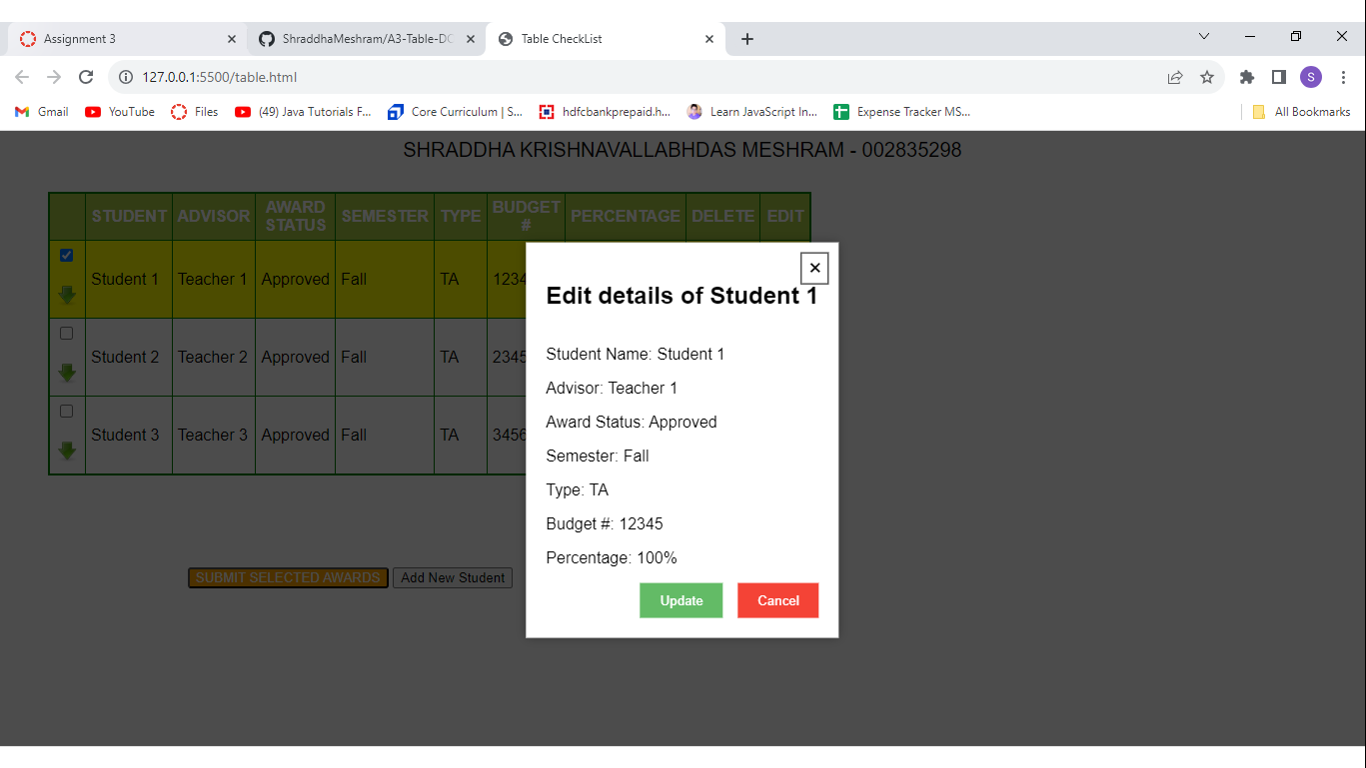 Assignment 3
ShraddhaMeshram/A3-Table-DO
Table CheckList
127.0.0.1:5500/table.html
S
Gmail YouTube Files (49) Java Tutorials F... Core Curriculum | S... hdfcbankprepaid.h... Learn JavaScript In... Expense Tracker MS... All Bookmarks
SHRADDHA KRISHNAVALLABHDAS MESHRAM - 002835298
STUDENT ADVISOR AWARD STATUS SEMESTER TYPE BUDGET # PERCENTAGE DELETE EDIT
Student 1 Teacher 1 Approved Fall TA 1234
Student 2 Teacher 2 Approved Fall TA 2345
Student 3 Teacher 3 Approved Fall TA 3456
SUBMIT SELECTED AWARDS Add New Student
Edit details of Student 1
Student Name: Student 1
Advisor: Teacher 1
Award Status: Approved
Semester: Fall
Type: TA
Budget #: 12345
Percentage: 100%
Update Cancel